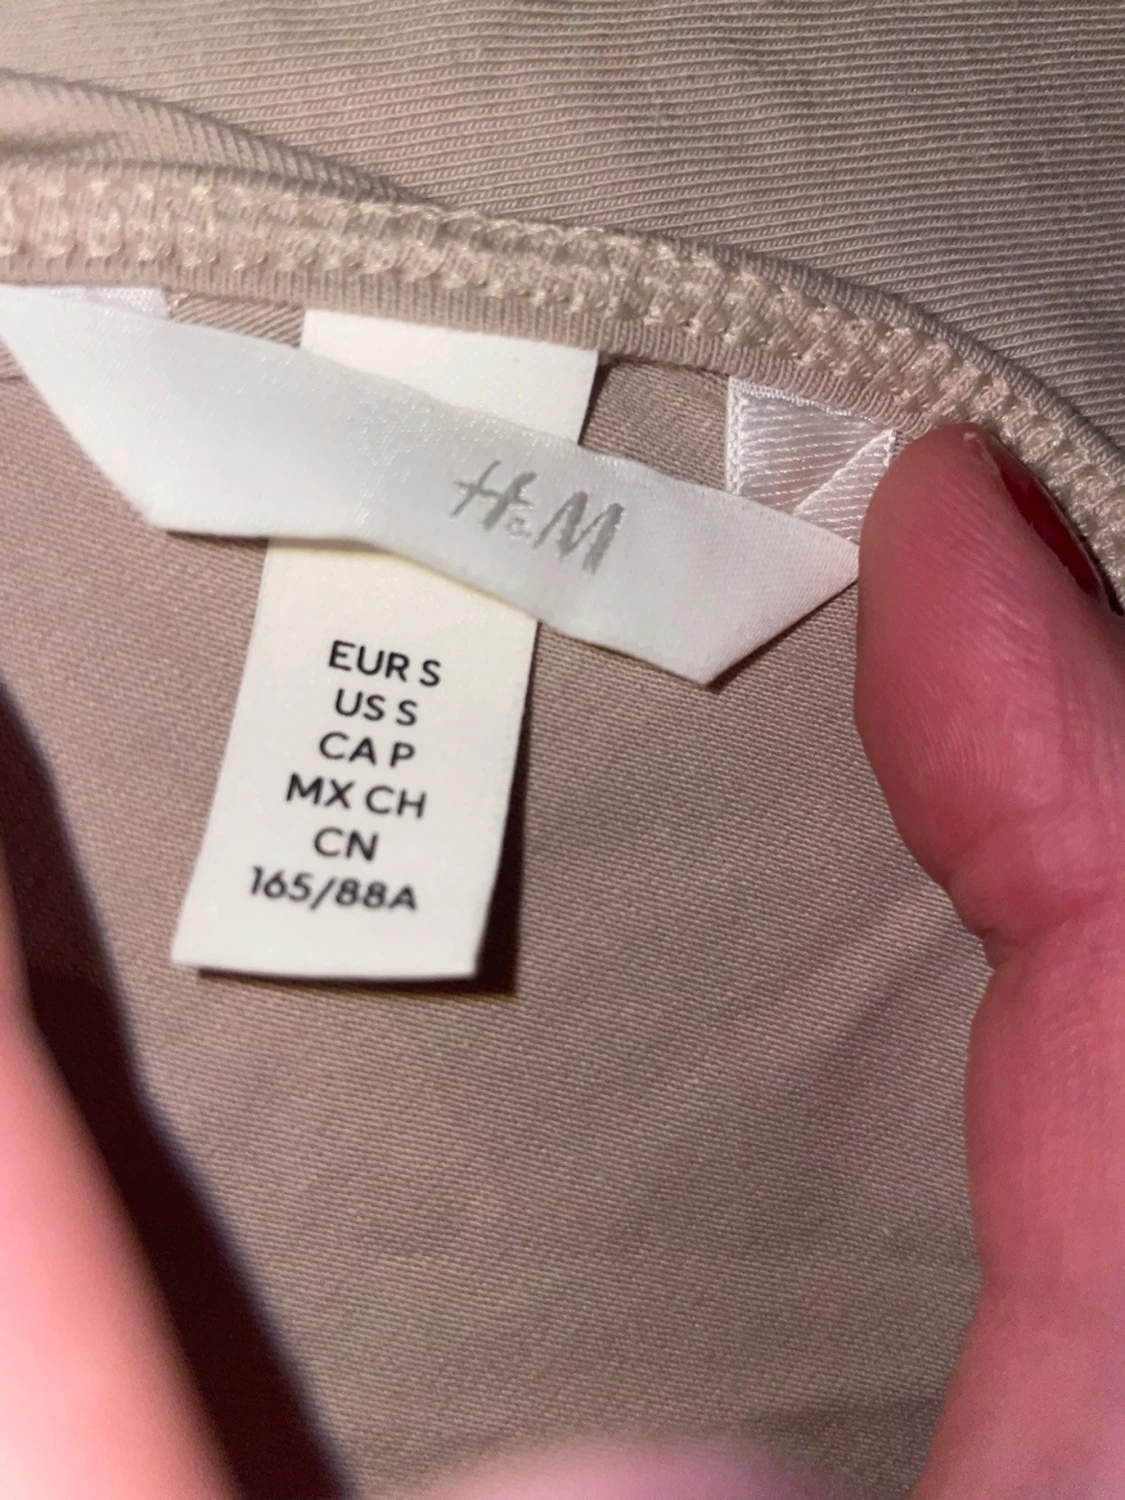 H&M
EUR S
US S
CA P
MX CH
CN
165/88A